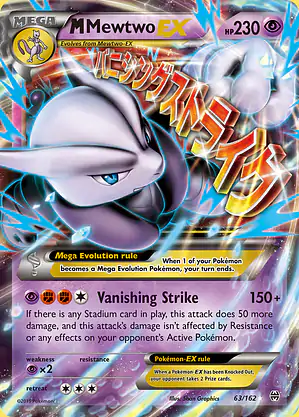 MEGA
M Mewtwo EX
HP 230
Evolves from Mewtwo-EX
バニシングストライク
Mega Evolution rule
When 1 of your Pokémon
becomes a Mega Evolution Pokémon, your turn ends.
Vanishing Strike 150+
If there is any Stadium card in play, this attack does 50 more
damage, and this attack's damage isn't affected by Resistance
or any effects on your opponent's Active Pokémon.
weakness
×2
resistance
retreat
Pokémon-EX rule
When a Pokémon-EX has been Knocked Out,
your opponent takes 2 Prize cards.
Illus. 5ban Graphics
63/162
©2015 Pokémon